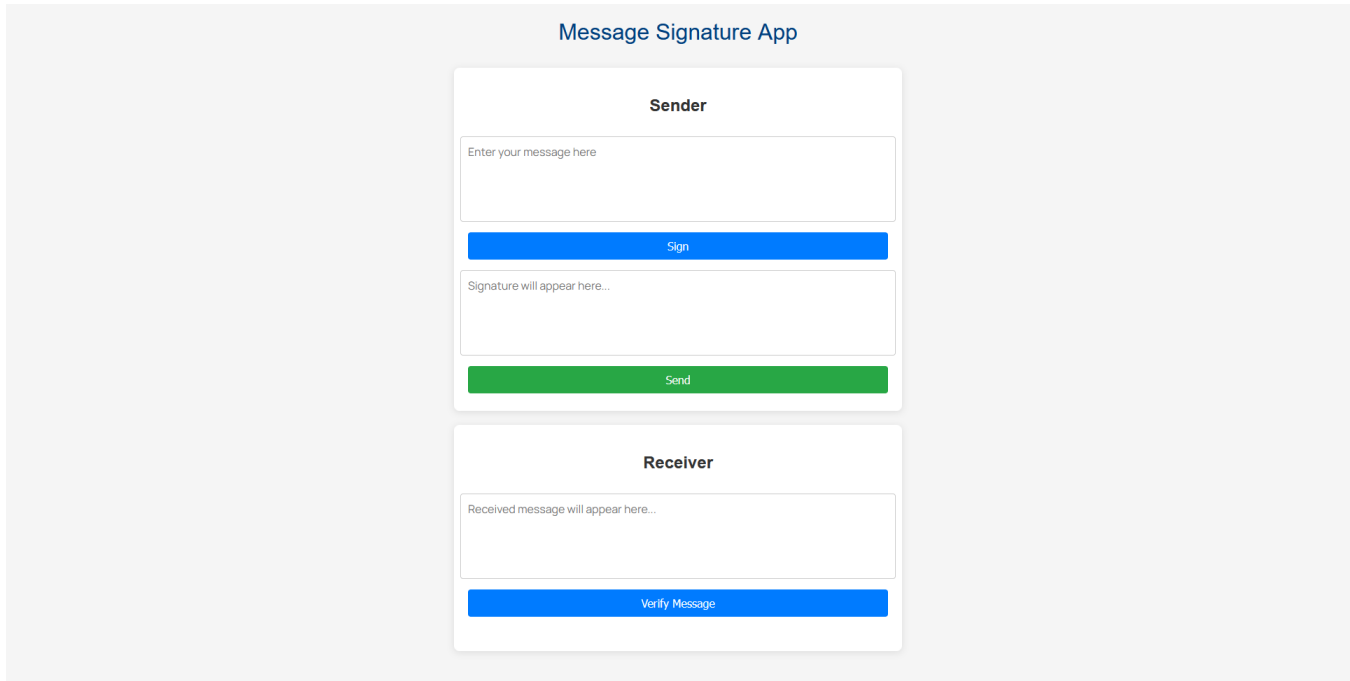 Message Signature App
Sender
Enter your message here
Sign
Signature will appear here...
Send
Receiver
Received message will appear here...
Verify Message